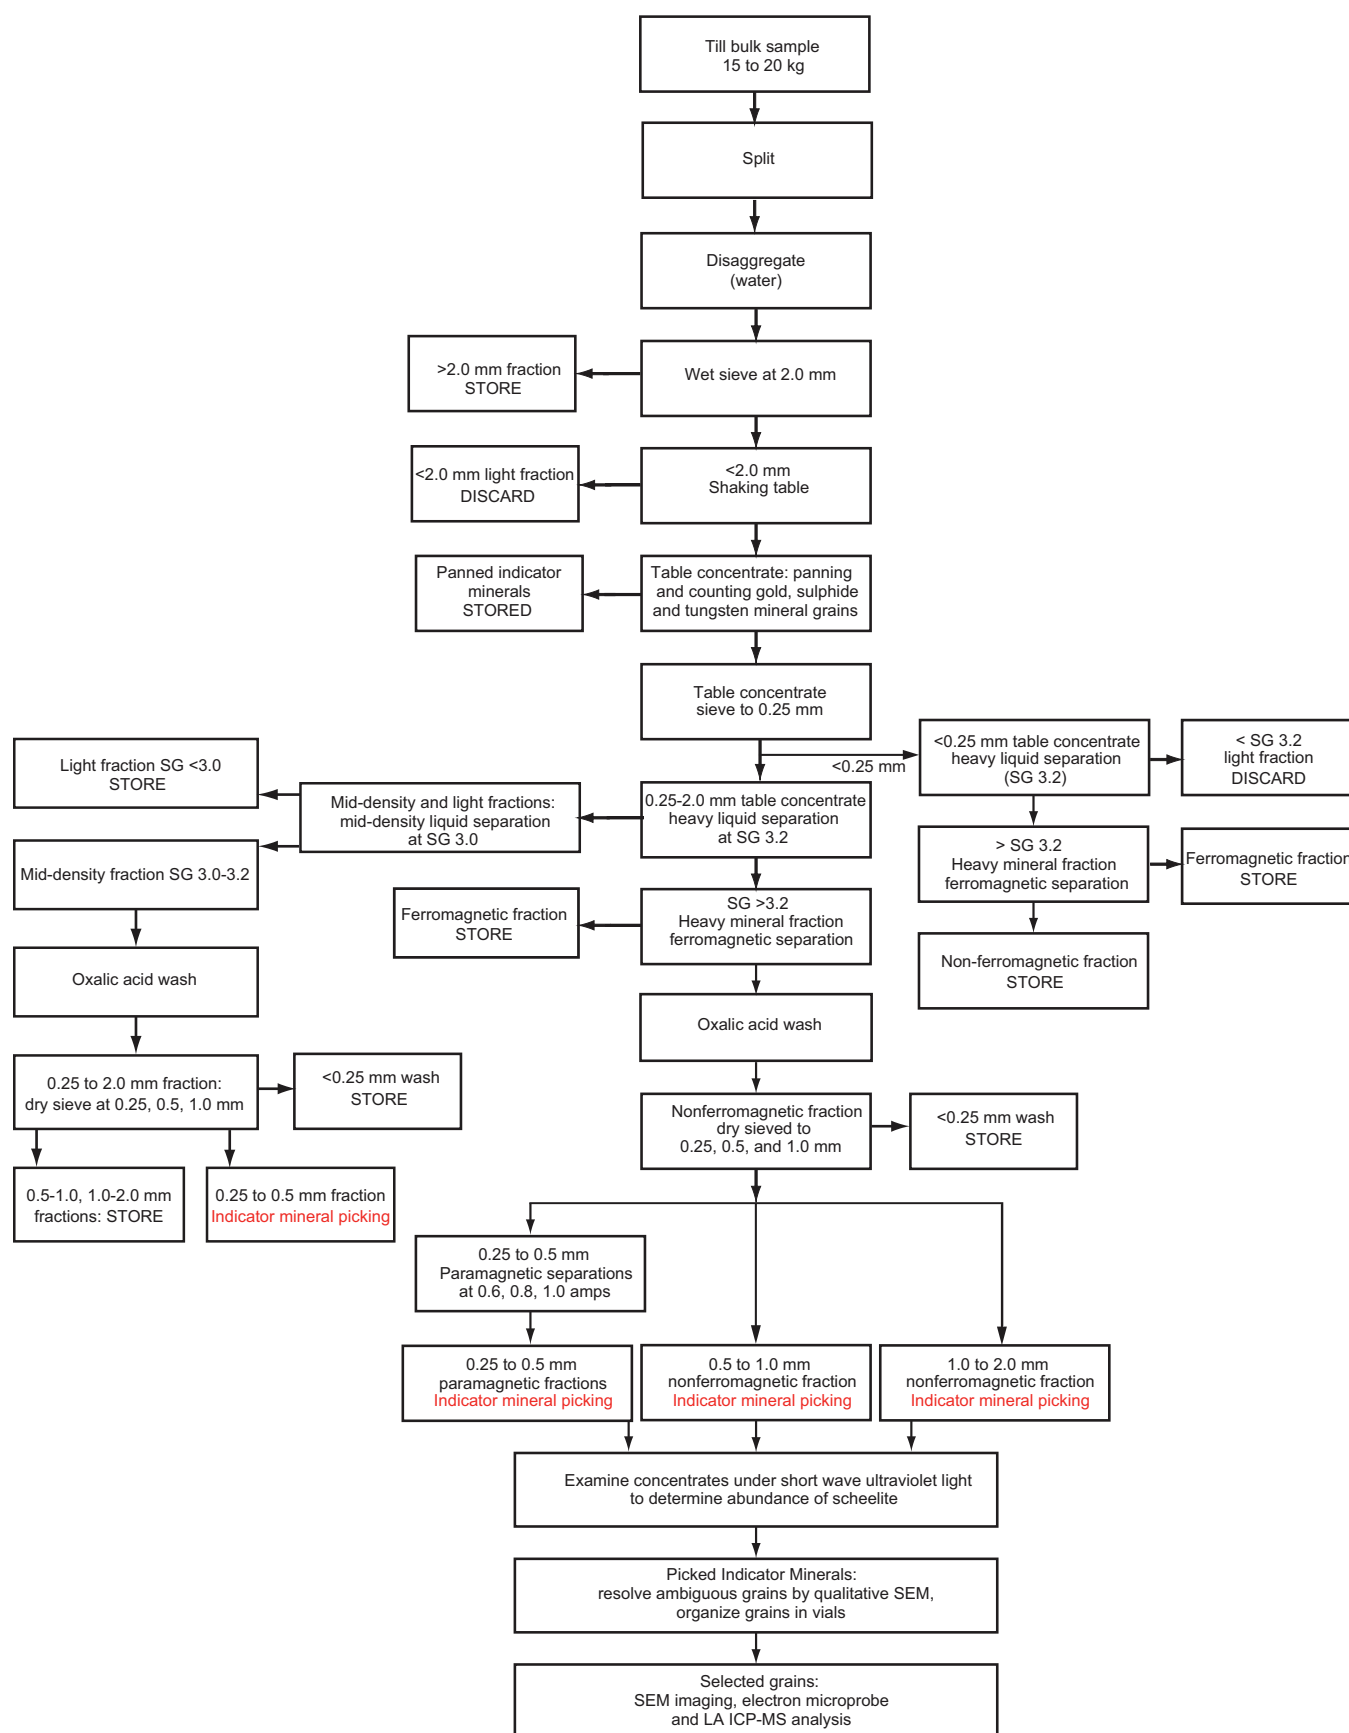 Till bulk sample
15 to 20 kg
Split
Disaggregate
(water)
Wet sieve at 2.0 mm
>2.0 mm fraction
STORE
<2.0 mm
Shaking table
<2.0 mm light fraction
DISCARD
Table concentrate: panning
and counting gold, sulphide
and tungsten mineral grains
Panned indicator
minerals
STORED
Table concentrate
sieve to 0.25 mm
<0.25 mm
<0.25 mm table concentrate
heavy liquid separation
(SG 3.2)
< SG 3.2
light fraction
DISCARD
Light fraction SG <3.0
STORE
Mid-density and light fractions:
mid-density liquid separation
at SG 3.0
0.25-2.0 mm table concentrate
heavy liquid separation
at SG 3.2
> SG 3.2
Heavy mineral fraction
ferromagnetic separation
Ferromagnetic fraction
STORE
Mid-density fraction SG 3.0-3.2
Ferromagnetic fraction
STORE
SG >3.2
Heavy mineral fraction
ferromagnetic separation
Non-ferromagnetic fraction
STORE
Oxalic acid wash
Oxalic acid wash
0.25 to 2.0 mm fraction:
dry sieve at 0.25, 0.5, 1.0 mm
<0.25 mm wash
STORE
Nonferromagnetic fraction
dry sieved to
0.25, 0.5, and 1.0 mm
<0.25 mm wash
STORE
0.5-1.0, 1.0-2.0 mm
fractions: STORE
0.25 to 0.5 mm fraction
Indicator mineral picking
0.25 to 0.5 mm
Paramagnetic separations
at 0.6, 0.8, 1.0 amps
0.25 to 0.5 mm
paramagnetic fractions
Indicator mineral picking
0.5 to 1.0 mm
nonferromagnetic fraction
Indicator mineral picking
1.0 to 2.0 mm
nonferromagnetic fraction
Indicator mineral picking
Examine concentrates under short wave ultraviolet light
to determine abundance of scheelite
Picked Indicator Minerals:
resolve ambiguous grains by qualitative SEM,
organize grains in vials
Selected grains:
SEM imaging, electron microprobe
and LA ICP-MS analysis